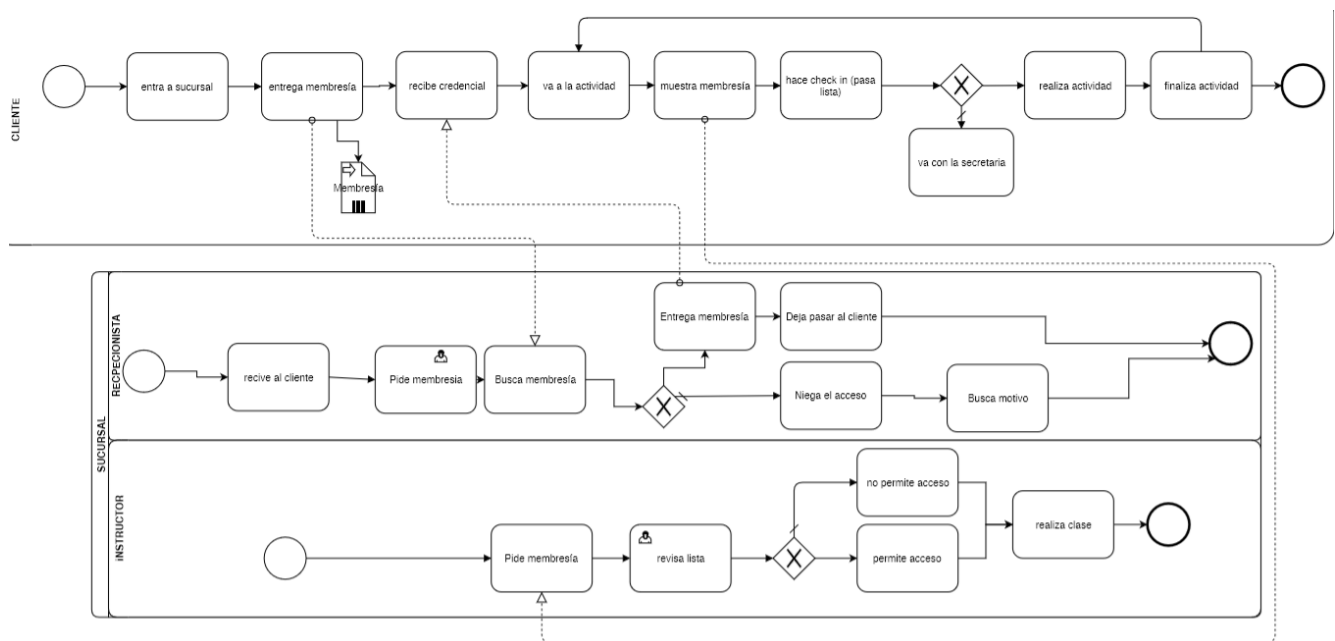 CLIENTE
entra a sucursal
entrega membresía
recibe credencial
va a la actividad
muestra membresía
hace check in (pasa
lista)
realiza actividad
finaliza actividad
va con la secretaria
Membresía
SUCURSAL
RECPECIONISTA
recive al cliente
Pide membresia
Busca membresía
Entrega membresía
Deja pasar al cliente
Niega el acceso
Busca motivo
iNSTRUCTOR
Pide membresía
revisa lista
no permite acceso
permite acceso
realiza clase